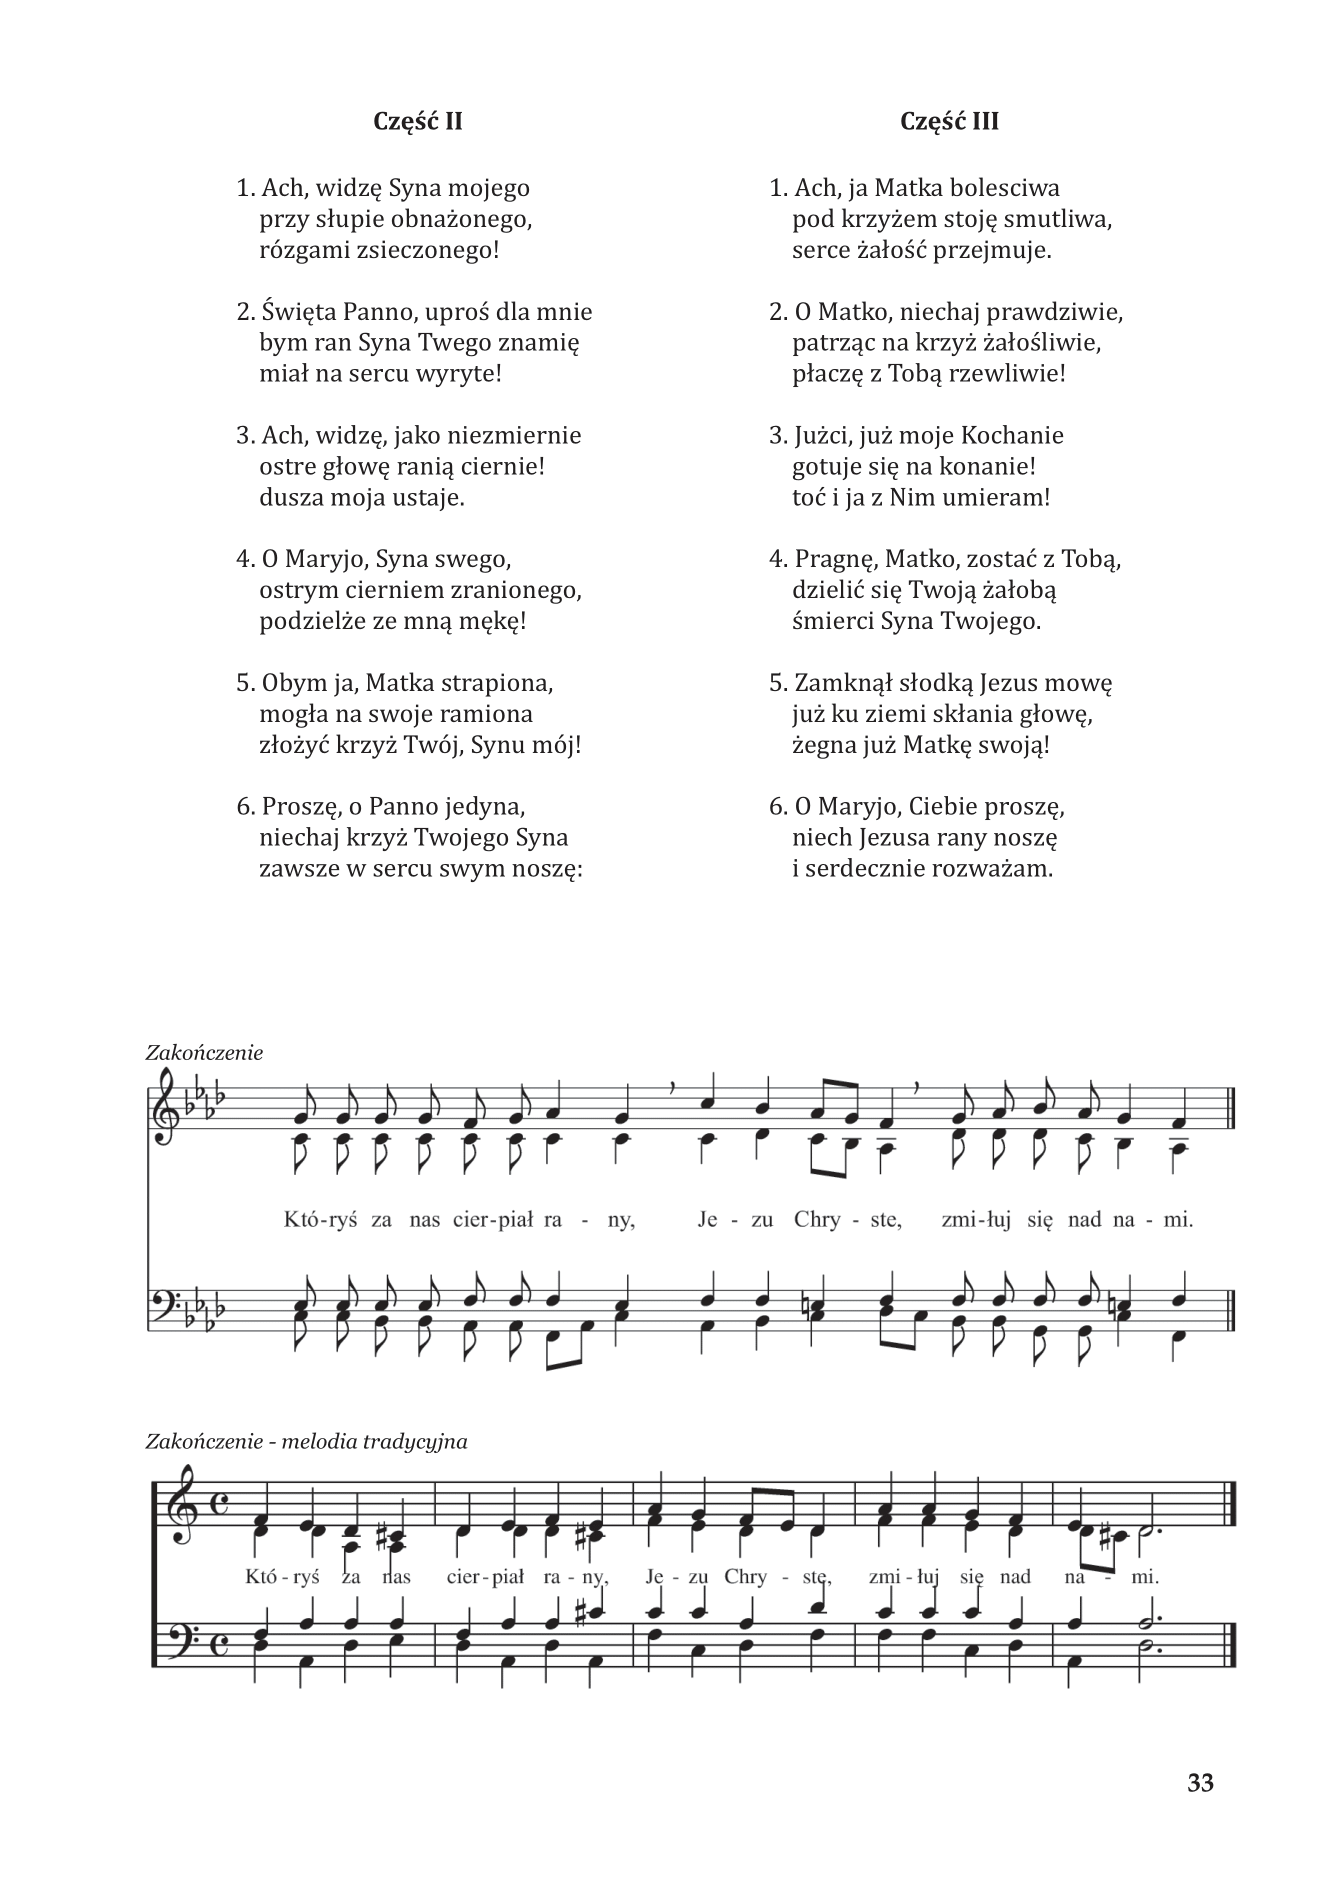 Część II
1. Ach, widzę Syna mojego
przy słupie obnażonego,
rózgami zsieczonego!
2. Święta Panno, uproś dla mnie
bym ran Syna Twego znamię
miał na sercu wyryte!
3. Ach, widzę, jako niezmiernie
ostre głowę ranią ciernie!
dusza moja ustaje.
4. O Maryjo, Syna swego,
ostrym cierniem zranionego,
podzielże ze mną mękę!
5. Obym ja, Matka strapiona,
mogła na swoje ramiona
złożyć krzyż Twój, Synu mój!
6. Proszę, o Panno jedyna,
niechaj krzyż Twojego Syna
zawsze w sercu swym noszę:
Część III
1. Ach, ja Matka bolesciwa
pod krzyżem stoję smutliwa,
serce żałość przejmuje.
2. O Matko, niechaj prawdziwie,
patrząc na krzyż żałośliwie,
płaczę z Tobą rzewliwie!
3. Jużci, już moje Kochanie
gotuje się na konanie!
toć i ja z Nim umieram!
4. Pragnę, Matko, zostać z Tobą,
dzielić się Twoją żałobą
śmierci Syna Twojego.
5. Zamknął słodką Jezus mowę
już ku ziemi skłania głowę,
żegna już Matkę swoją!
6. O Maryjo, Ciebie proszę,
niech Jezusa rany noszę
i serdecznie rozważam.
Zakończenie
Któ-ryś za nas cier-piał ra - ny, Je - zu Chry - ste, zmi-łuj się nad na - mi.
Zakończenie - melodia tradycyjna
Któ - ryś za nas cier - piał ra - ny, Je - zu Chry - ste, zmi - łuj się nad na - mi.
33